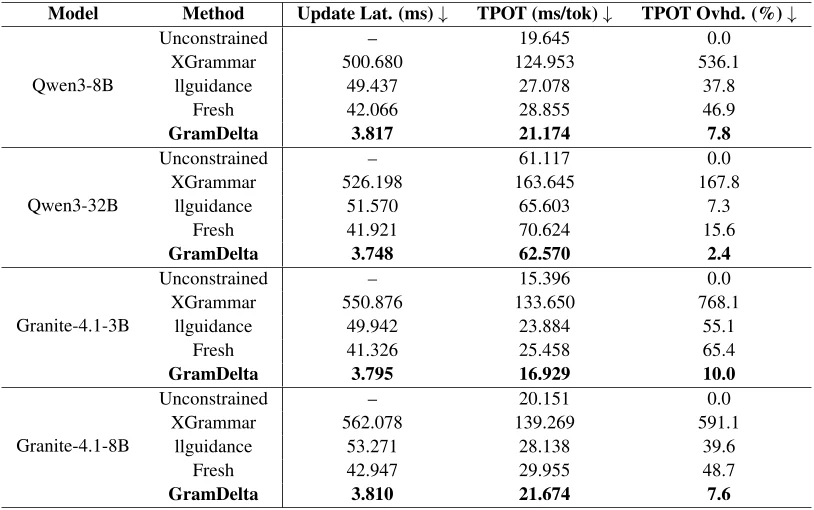 Model Method Update Lat. (ms) ↓ TPOT (ms/tok) ↓ TPOT Ovhd. (%) ↓
Unconstrained – 19.645 0.0
XGrammar 500.680 124.953 536.1
Qwen3-8B llguidance 49.437 27.078 37.8
Fresh 42.066 28.855 46.9
GramDelta 3.817 21.174 7.8
Unconstrained – 61.117 0.0
XGrammar 526.198 163.645 167.8
Qwen3-32B llguidance 51.570 65.603 7.3
Fresh 41.921 70.624 15.6
GramDelta 3.748 62.570 2.4
Unconstrained – 15.396 0.0
XGrammar 550.876 133.650 768.1
Granite-4.1-3B llguidance 49.942 23.884 55.1
Fresh 41.326 25.458 65.4
GramDelta 3.795 16.929 10.0
Unconstrained – 20.151 0.0
XGrammar 562.078 139.269 591.1
Granite-4.1-8B llguidance 53.271 28.138 39.6
Fresh 42.947 29.955 48.7
GramDelta 3.810 21.674 7.6